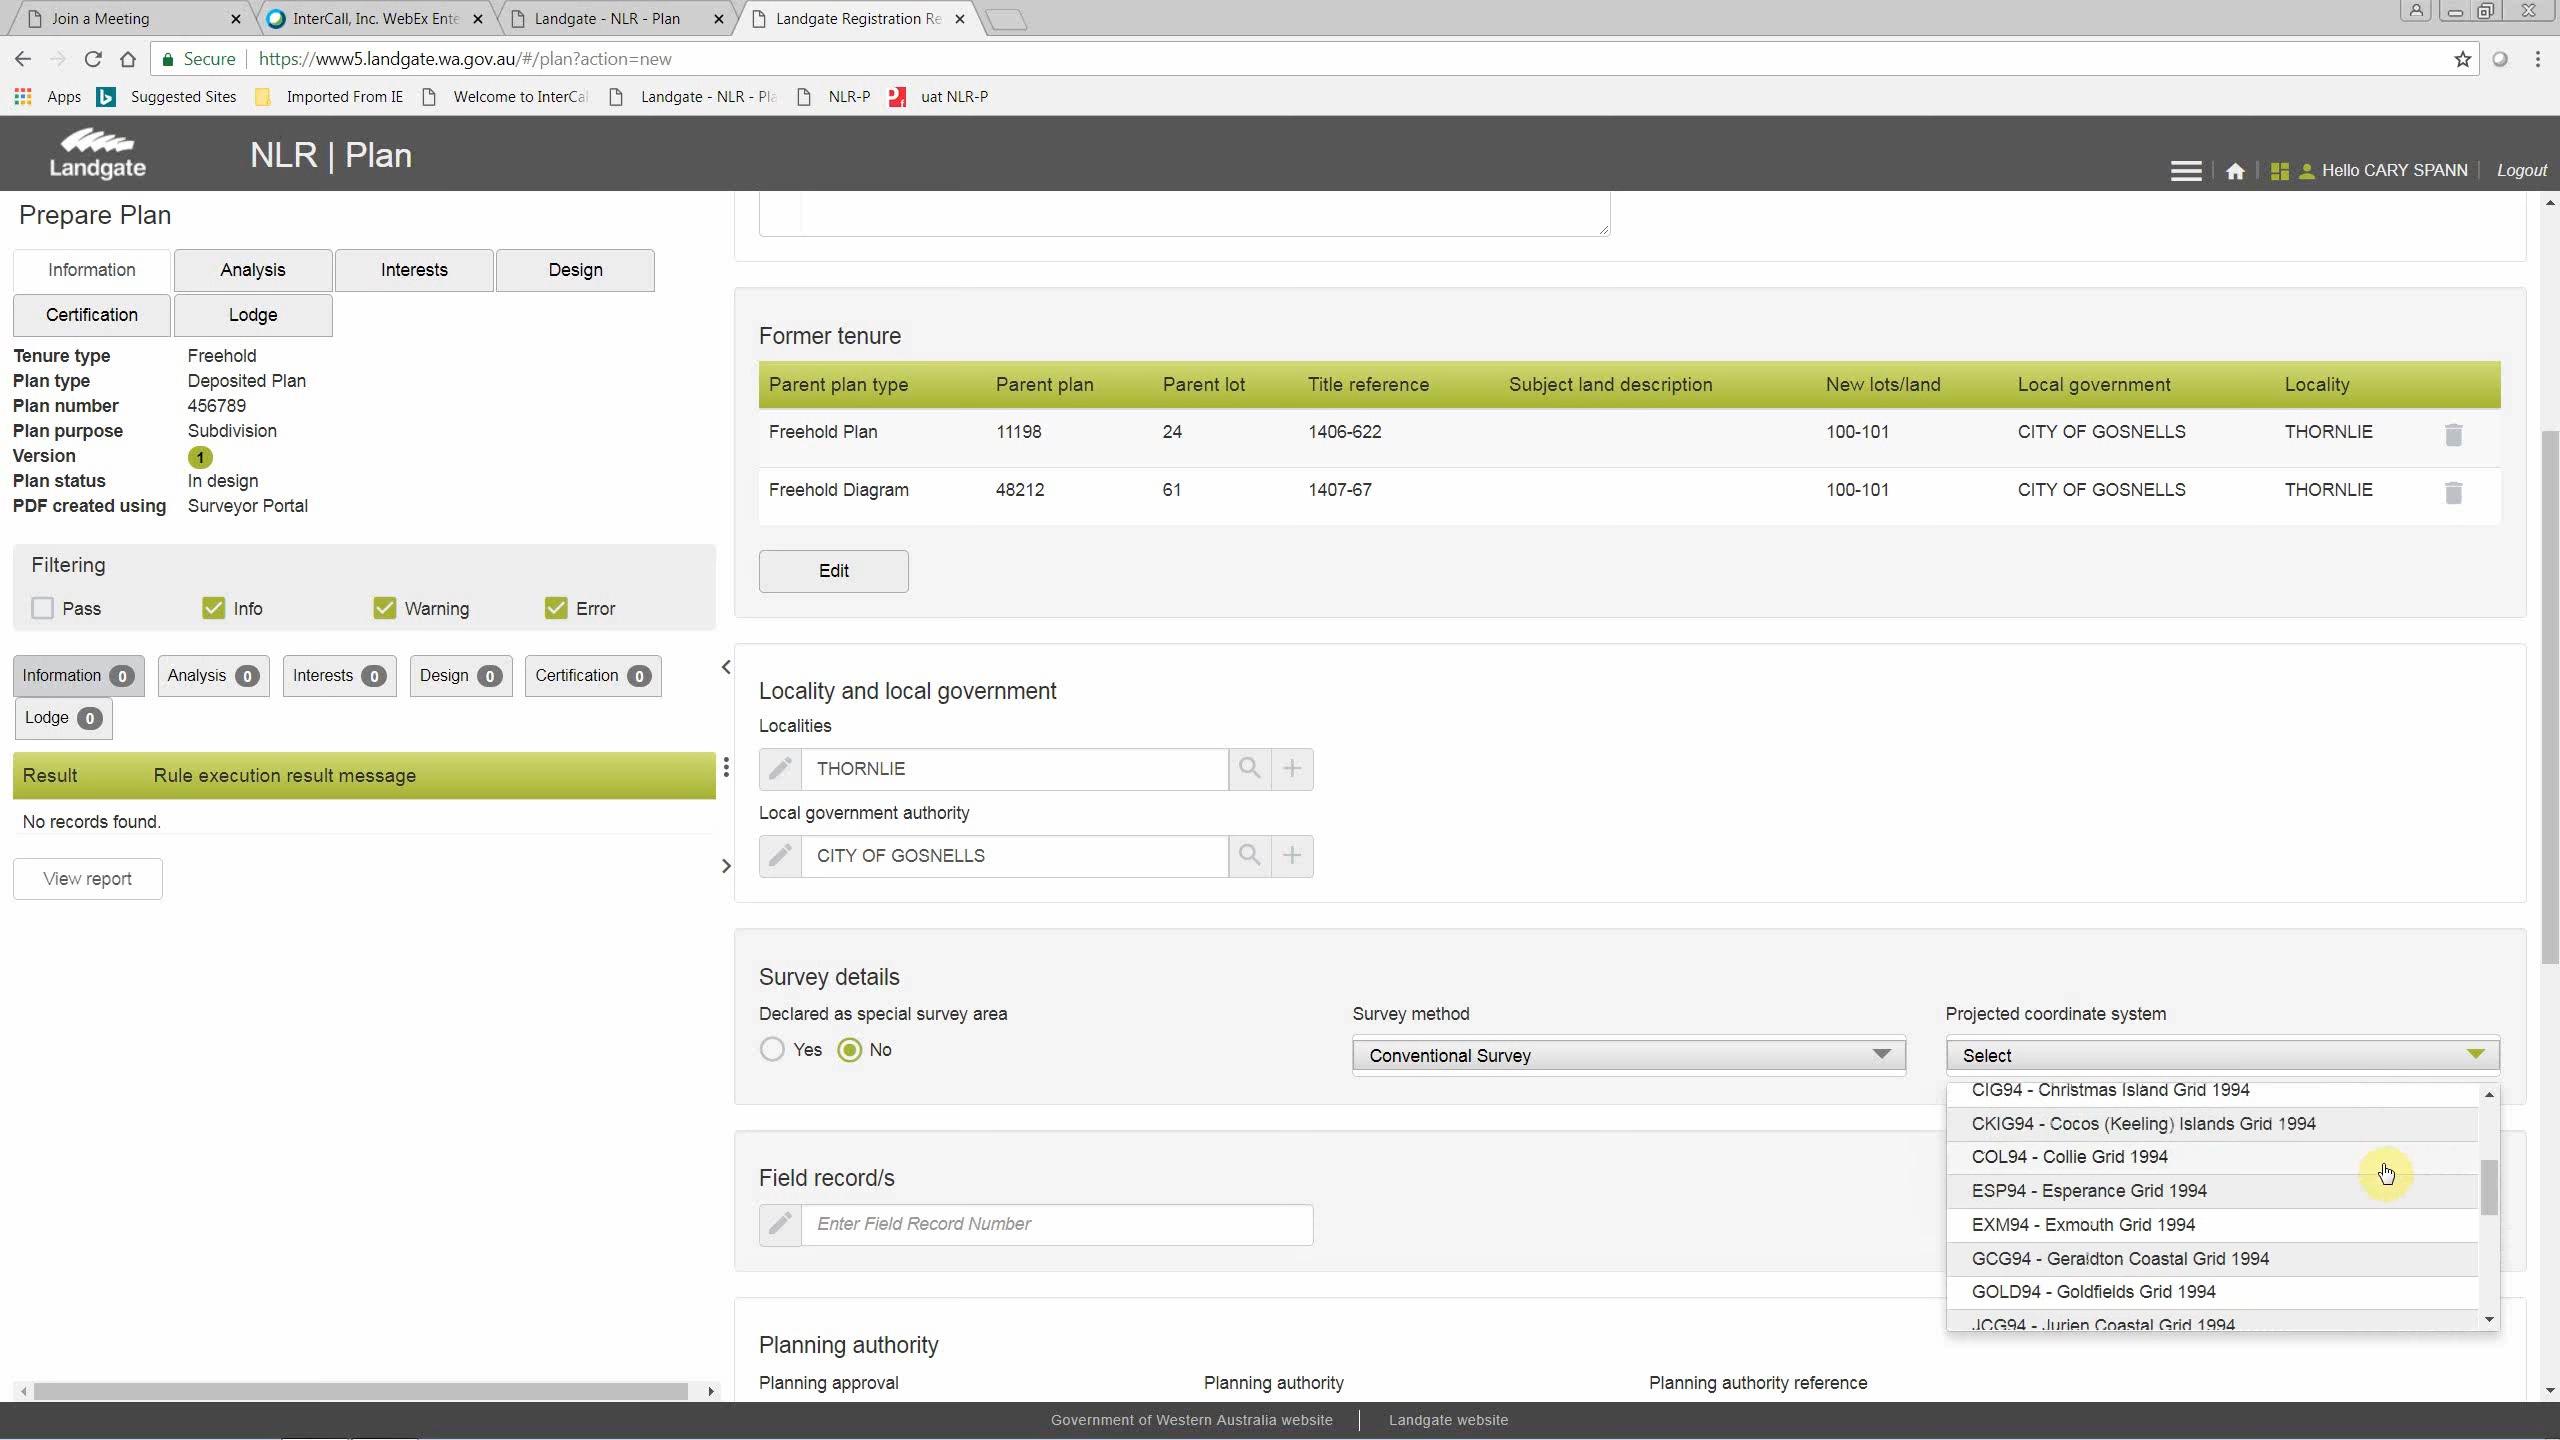 Join a Meeting
InterCall, Inc. WebEx Ente
Landgate - NLR - Plan
Landgate Registration Re
Secure
https://www5.landgate.wa.gov.au/#/plan?action=new
Apps
Suggested Sites
Imported From IE
Welcome to InterCal
Landgate - NLR - Pla
NLR-P
uat NLR-P
Landgate
NLR | Plan
Hello CARY SPANN
Logout
Prepare Plan
Information Analysis Interests Design
Certification Lodge
Tenure type Freehold
Plan type Deposited Plan
Plan number 456789
Plan purpose Subdivision
Version 1
Plan status In design
PDF created using Surveyor Portal
Filtering
Pass Info Warning Error
Information 0 Analysis 0 Interests 0 Design 0 Certification 0
Lodge 0
Result Rule execution result message
No records found.
View report
Former tenure
Parent plan type Parent plan Parent lot Title reference Subject land description New lots/land Local government Locality
Freehold Plan 11198 24 1406-622 100-101 CITY OF GOSNELLS THORNLIE
Freehold Diagram 48212 61 1407-67 100-101 CITY OF GOSNELLS THORNLIE
Edit
Locality and local government
Localities
THORNLIE
Local government authority
CITY OF GOSNELLS
Survey details
Declared as special survey area Survey method Projected coordinate system
Yes No Conventional Survey Select
CIG94 - Christmas Island Grid 1994
CKIG94 - Cocos (Keeling) Islands Grid 1994
COL94 - Collie Grid 1994
ESP94 - Esperance Grid 1994
EXM94 - Exmouth Grid 1994
GCG94 - Geraldton Coastal Grid 1994
GOLD94 - Goldfields Grid 1994
JCG94 - Jurien Coastal Grid 1994
Field record/s
Enter Field Record Number
Planning authority
Planning approval Planning authority Planning authority reference
Government of Western Australia website | Landgate website